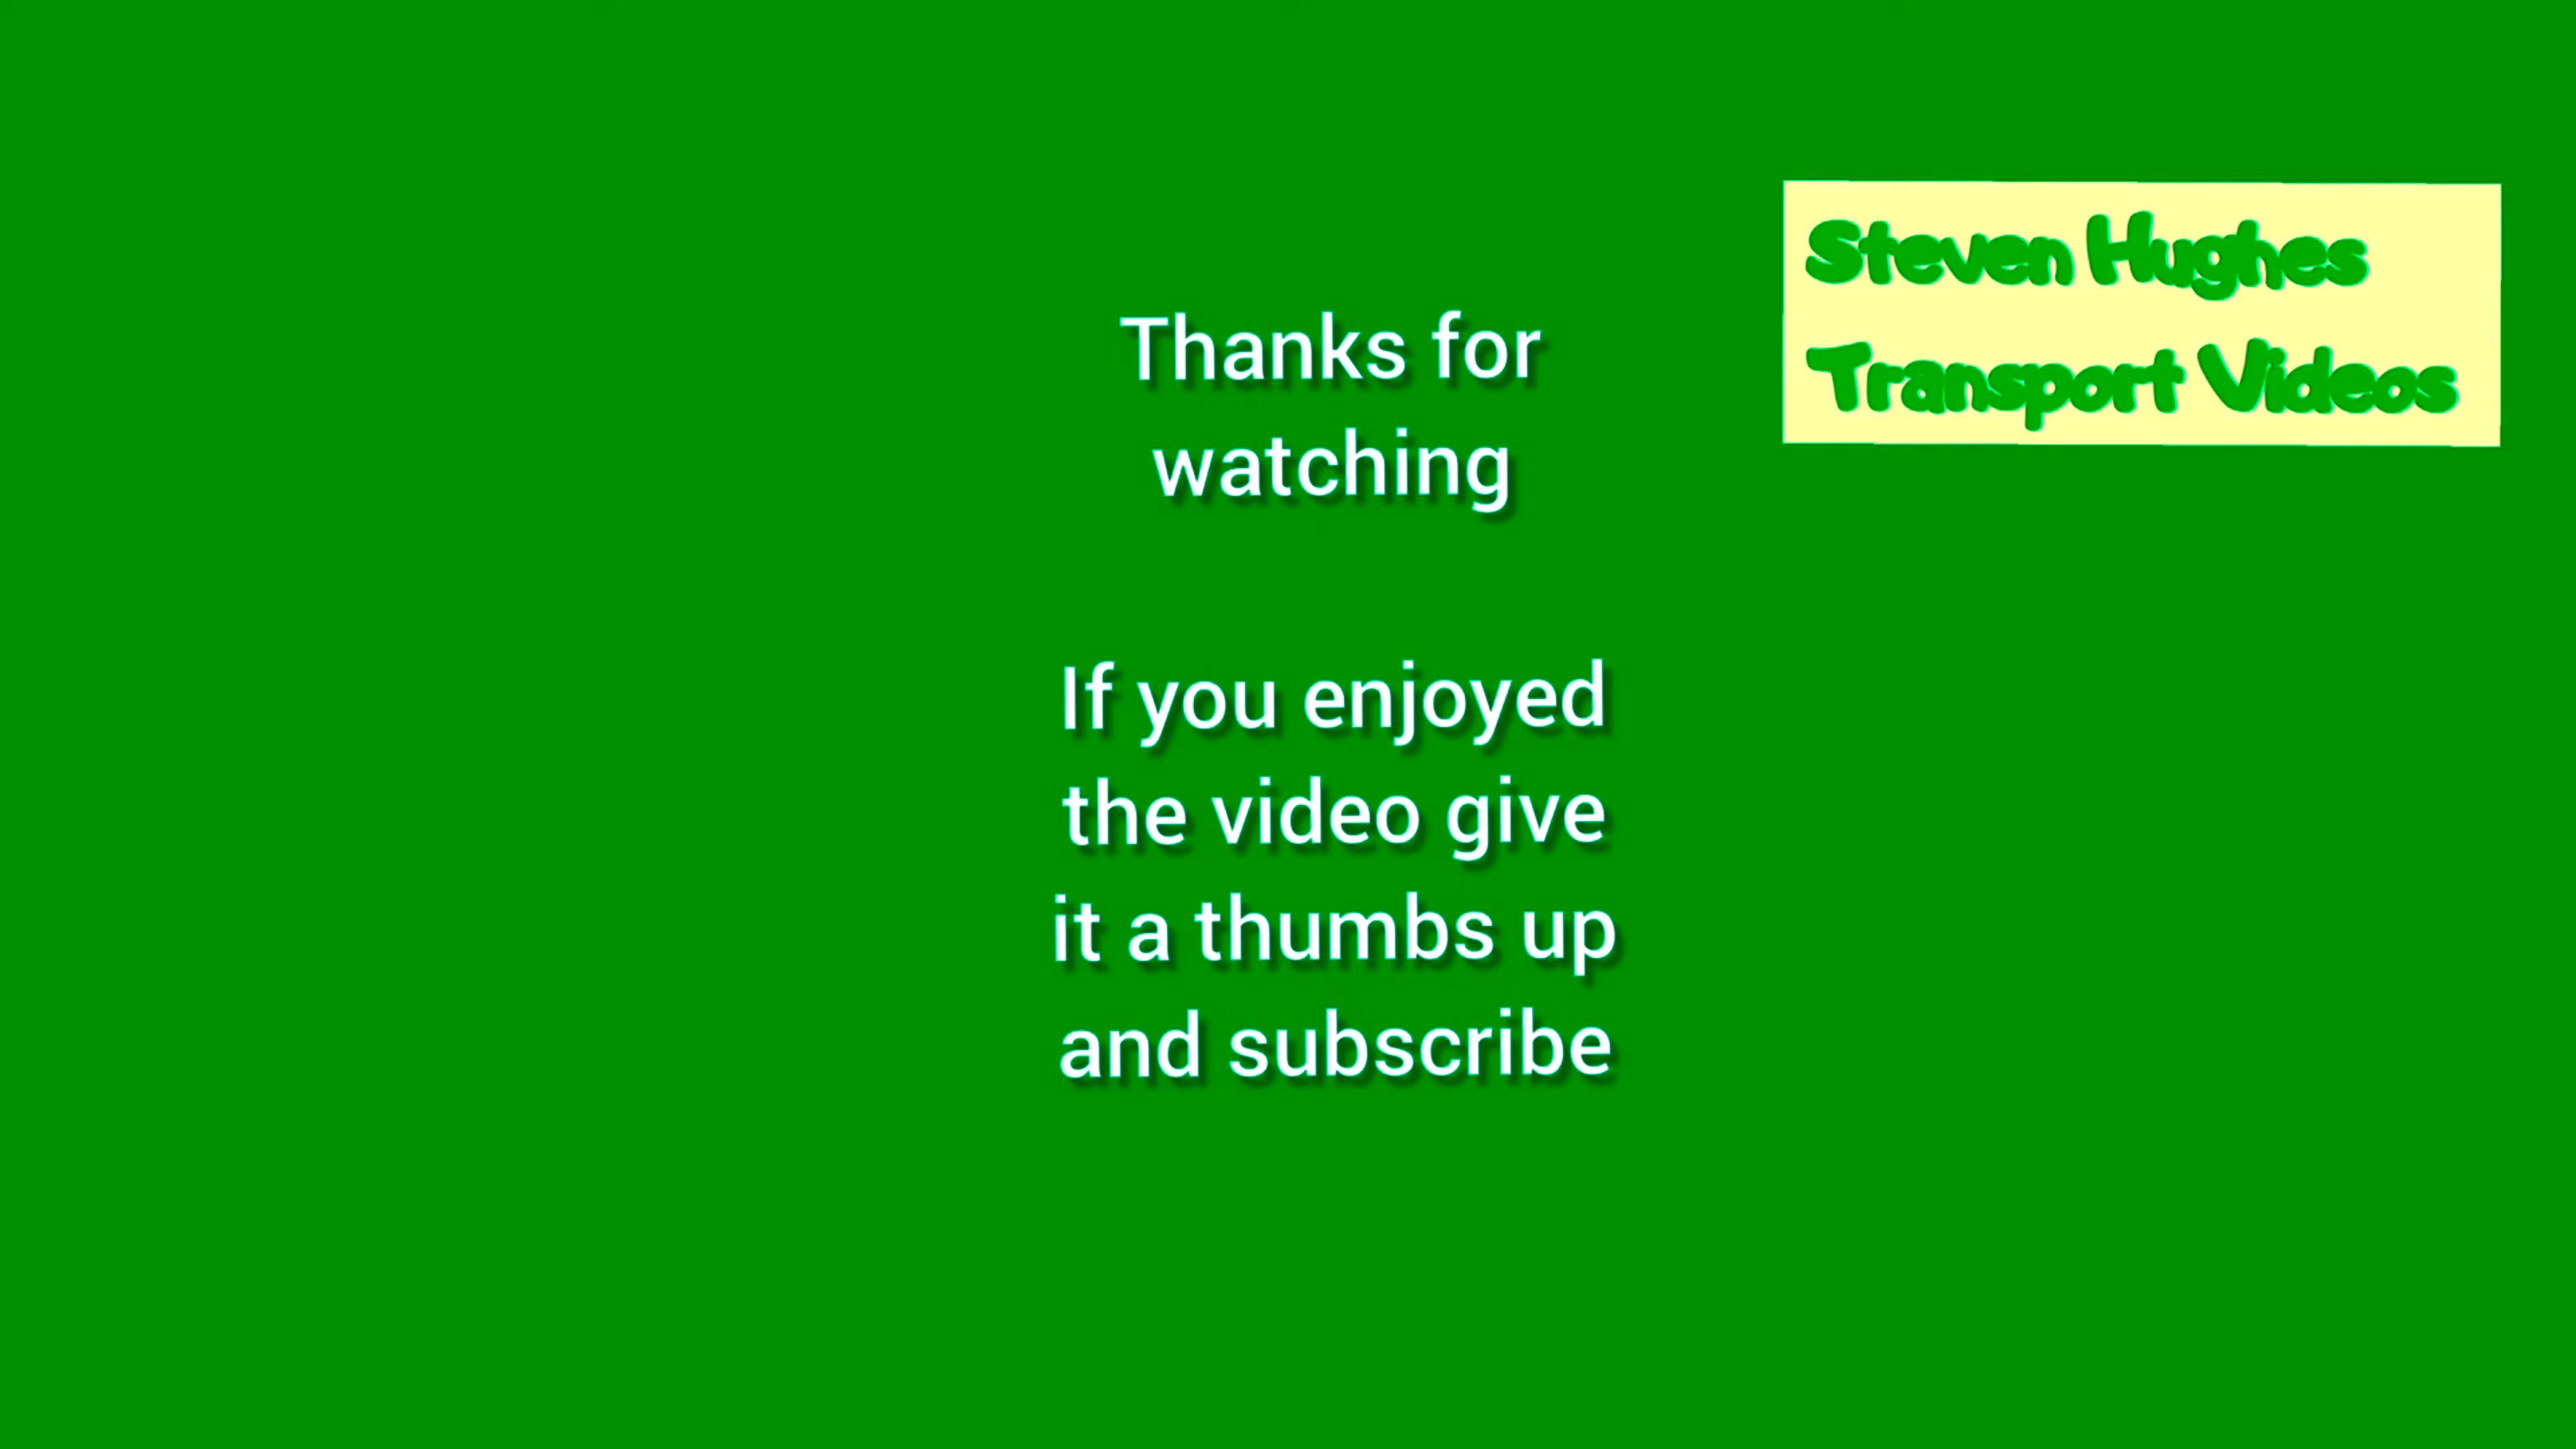 Steven Hughes
Transport Videos
Thanks for
watching
If you enjoyed
the video give
it a thumbs up
and subscribe